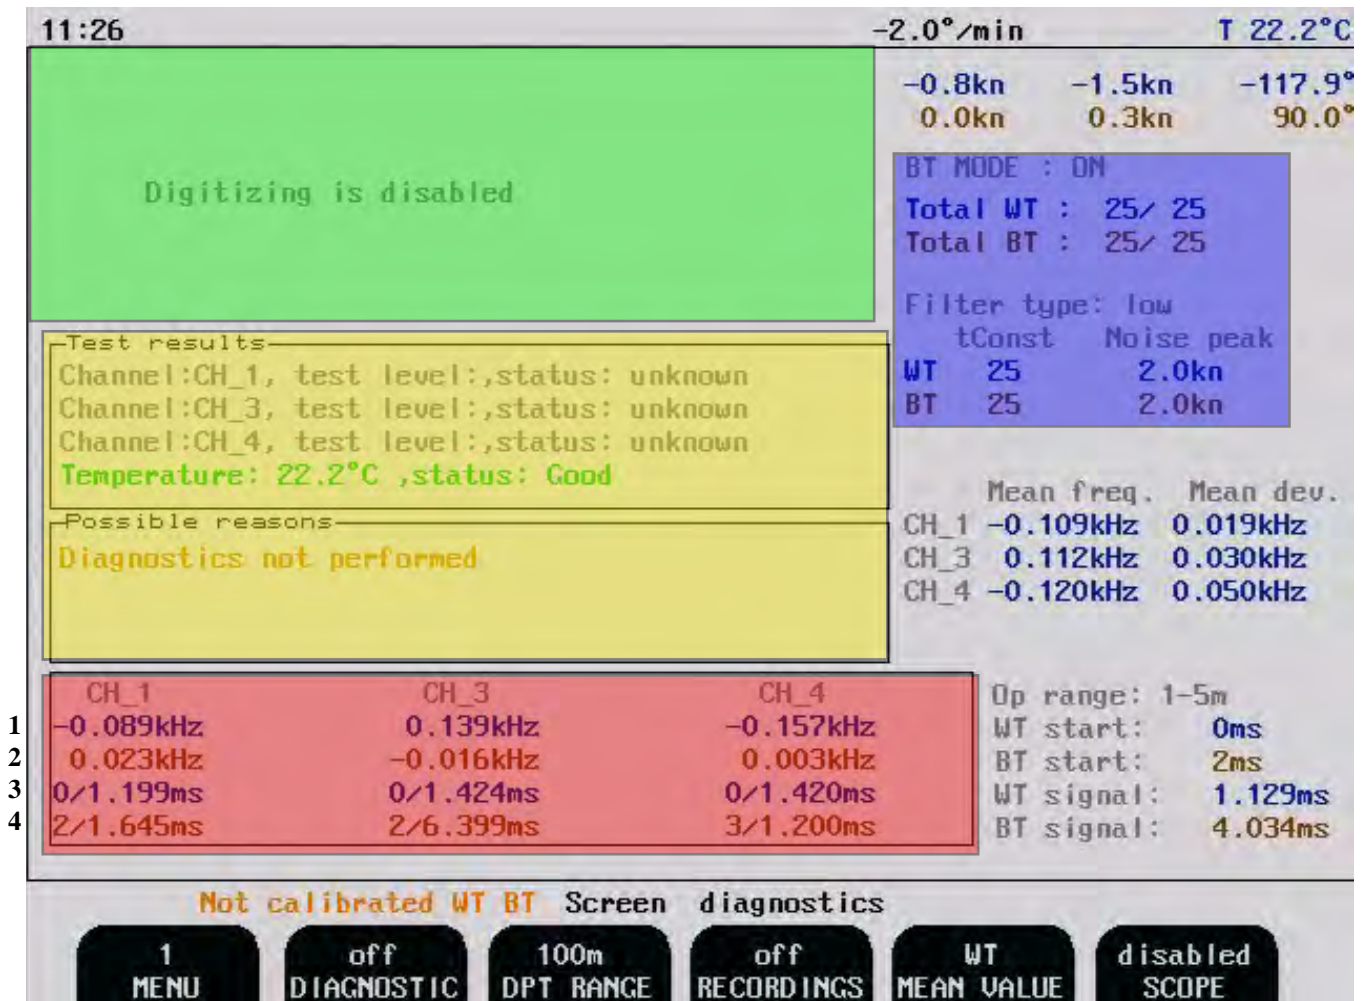 11:26 -2.0°/min T 22.2°C
-0.8kn -1.5kn -117.9°
0.0kn 0.3kn 90.0°
Digitizing is disabled
BT MODE : ON
Total WT : 25/ 25
Total BT : 25/ 25
Filter type: low
tConst Noise peak
WT 25 2.0kn
BT 25 2.0kn
Test results
Channel:CH_1, test level:,status: unknown
Channel:CH_3, test level:,status: unknown
Channel:CH_4, test level:,status: unknown
Temperature: 22.2°C ,status: Good
Possible reasons
Diagnostics not performed
Mean freq. Mean dev.
CH_1 -0.109kHz 0.019kHz
CH_3 0.112kHz 0.030kHz
CH_4 -0.120kHz 0.050kHz
CH_1 CH_3 CH_4
1 -0.089kHz 0.139kHz -0.157kHz
2 0.023kHz -0.016kHz 0.003kHz
3 0/1.199ms 0/1.424ms 0/1.420ms
4 2/1.645ms 2/6.399ms 3/1.200ms
Op range: 1-5m
WT start: 0ms
BT start: 2ms
WT signal: 1.129ms
BT signal: 4.034ms
Not calibrated WT BT Screen diagnostics
1 off 100m off WT disabled
MENU DIAGNOSTIC DPT RANGE RECORDINGS MEAN VALUE SCOPE